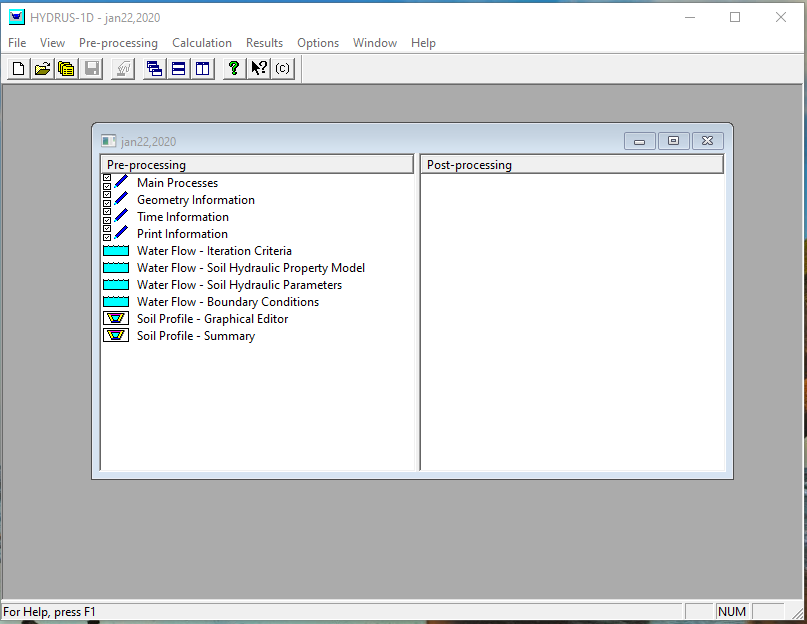 HYDRUS-1D - jan22,2020
File View Pre-processing Calculation Results Options Window Help
? ? (c)
jan22,2020
Pre-processing
Main Processes
Geometry Information
Time Information
Print Information
Water Flow - Iteration Criteria
Water Flow - Soil Hydraulic Property Model
Water Flow - Soil Hydraulic Parameters
Water Flow - Boundary Conditions
Soil Profile - Graphical Editor
Soil Profile - Summary
Post-processing
For Help, press F1
NUM